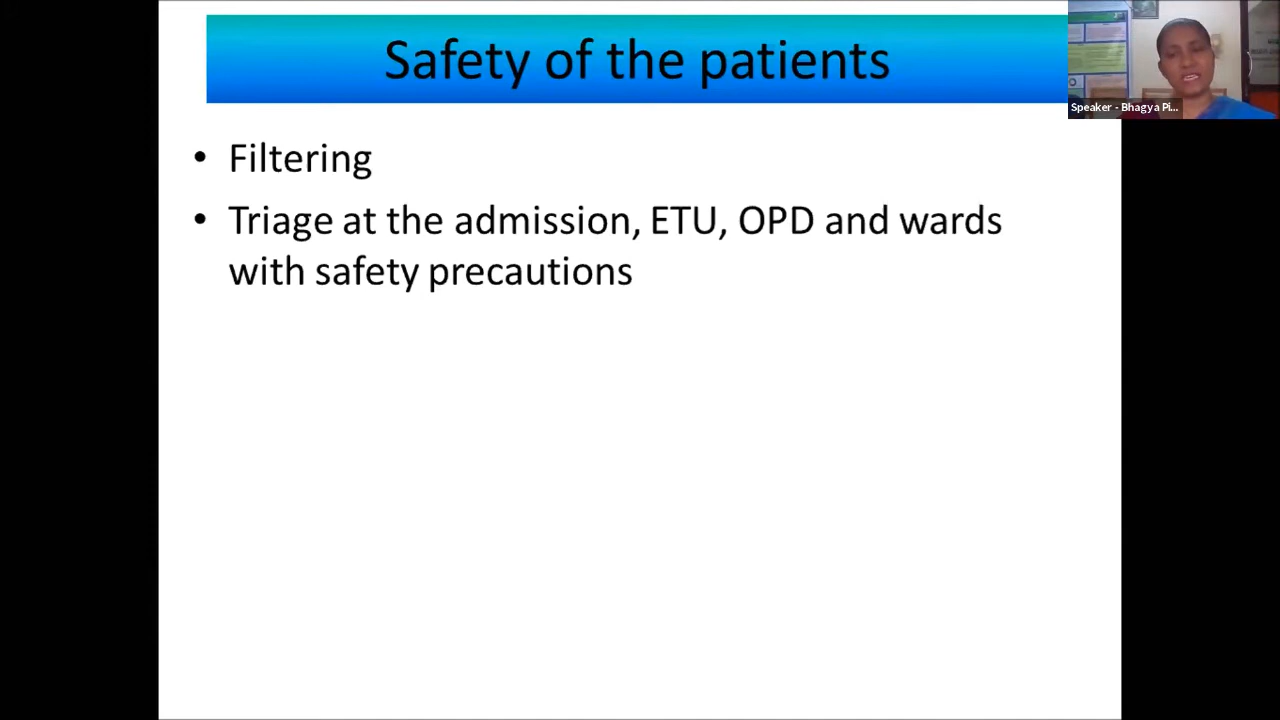 Safety of the patients
Speaker - Bhagya Pi...
• Filtering
• Triage at the admission, ETU, OPD and wards
with safety precautions